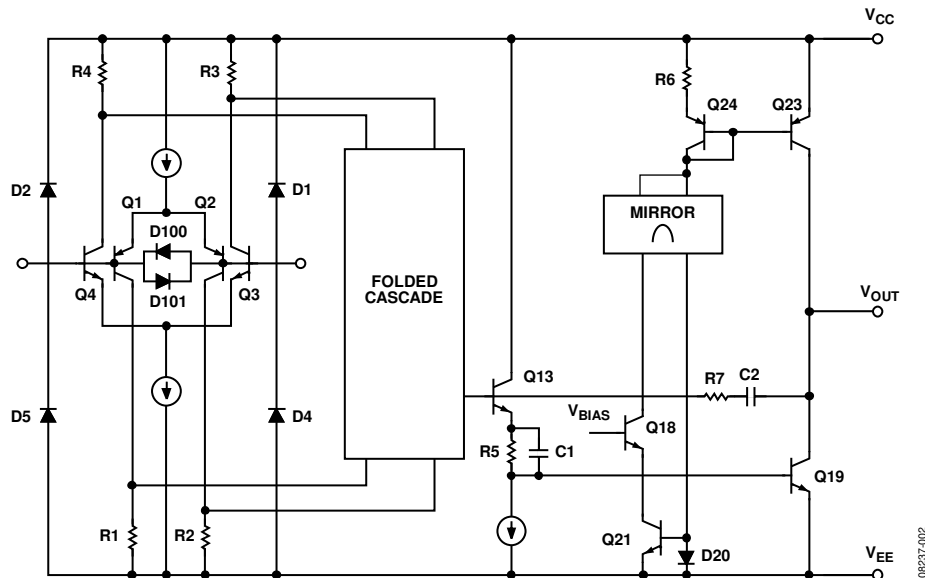 VCC
R4
R3
R6
Q24
Q23
D2
D1
Q1
Q2
D100
MIRROR
D101
Q4
Q3
FOLDED
CASCADE
VOUT
Q13
R7
C2
VBIAS
D5
D4
Q18
R5
C1
Q19
R1
R2
Q21
D20
VEE
08237-002